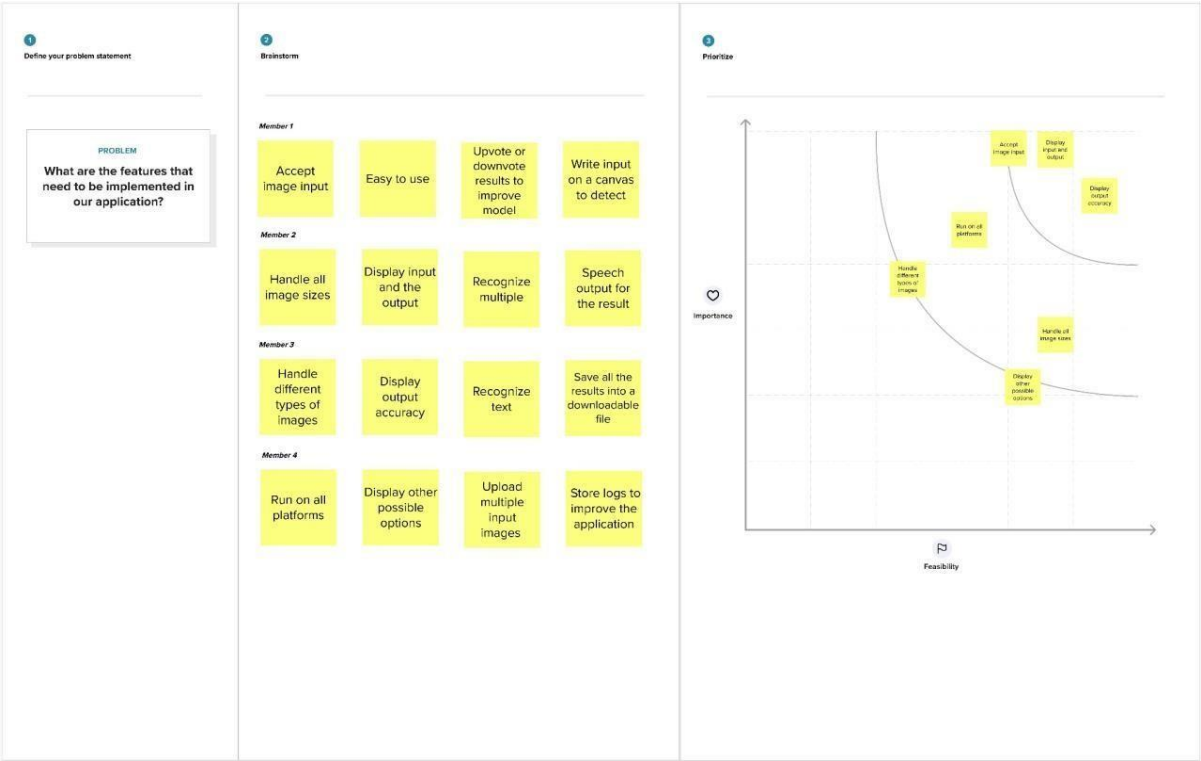 1
Define your problem statement
PROBLEM
What are the features that
need to be implemented in
our application?
2
Brainstorm
Member 1
Accept
image input
Easy to use
Upvote or
downvote
results to
improve
model
Write input
on a canvas
to detect
Member 2
Handle all
image sizes
Display input
and the
output
Recognize
multiple
Speech
output for
the result
Member 3
Handle
different
types of
images
Display
output
accuracy
Recognize
text
Save all the
results into a
downloadable
file
Member 4
Run on all
platforms
Display other
possible
options
Upload
multiple
input
images
Store logs to
improve the
application
3
Prioritize
Accept
image input
Display
input and
output
Display
output
accuracy
Run on all
platforms
Handle
different
types of
images
Importance
Handle all
image sizes
Display
other
possible
options
Feasibility